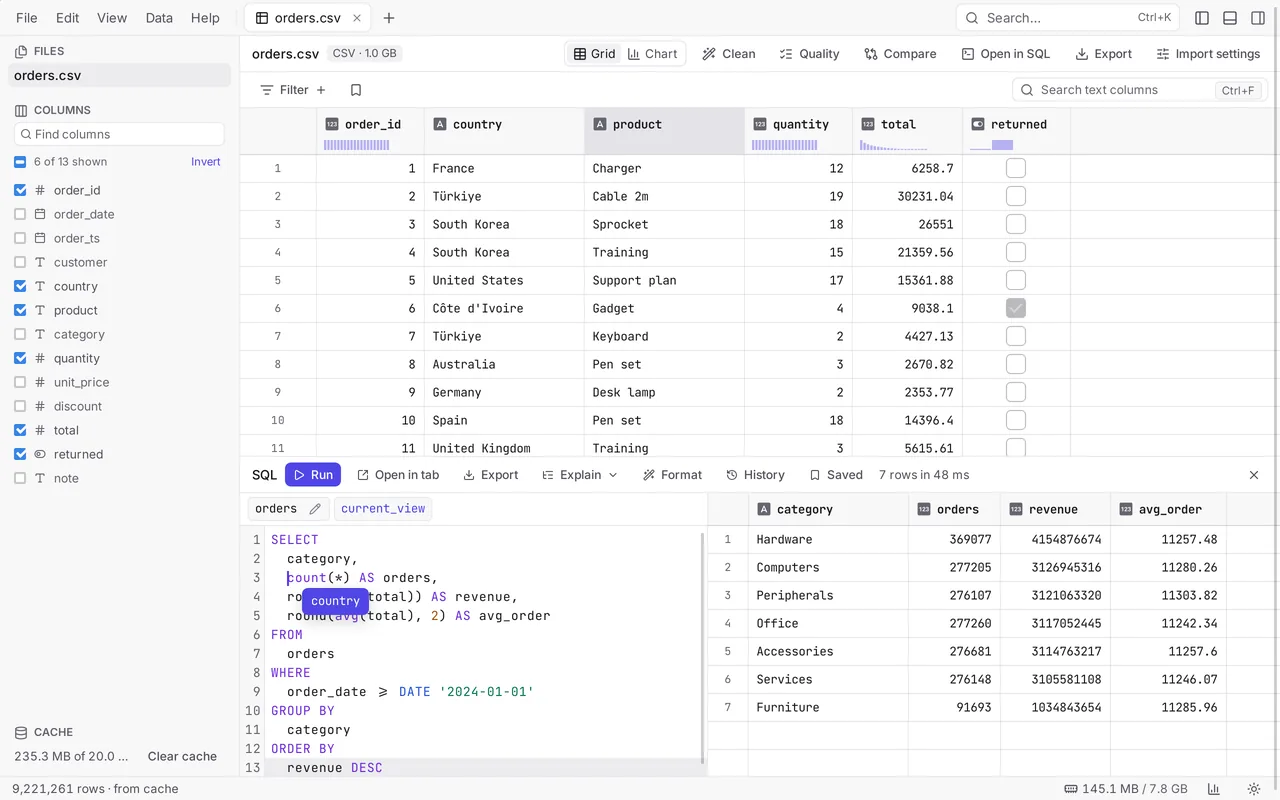 File Edit View Data Help
orders.csv
Search... Ctrl+K
FILES
orders.csv
COLUMNS
Find columns
6 of 13 shown Invert
order_id
order_date
order_ts
customer
country
product
category
quantity
unit_price
discount
total
returned
note
CACHE
235.3 MB of 20.0 ... Clear cache
orders.csv CSV · 1.0 GB Grid Chart Clean Quality Compare Open in SQL Export Import settings
Filter + Search text columns Ctrl+F
order_id country product quantity total returned
1 1 France Charger 12 6258.7
2 2 Türkiye Cable 2m 19 30231.04
3 3 South Korea Sprocket 18 26551
4 4 South Korea Training 15 21359.56
5 5 United States Support plan 17 15361.88
6 6 Côte d'Ivoire Gadget 4 9038.1
7 7 Türkiye Keyboard 2 4427.13
8 8 Australia Pen set 3 2670.82
9 9 Germany Desk lamp 2 2353.77
10 10 Spain Pen set 18 14396.4
11 11 United Kingdom Training 3 5615.61
SQL Run Open in tab Export Explain Format History Saved 7 rows in 48 ms
orders current_view
1 SELECT
2 category,
3 count(*) AS orders,
4 ro total)) AS revenue,
country
5 round(avg(total), 2) AS avg_order
6 FROM
7 orders
8 WHERE
9 order_date ⩾ DATE '2024-01-01'
10 GROUP BY
11 category
12 ORDER BY
13 revenue DESC
category orders revenue avg_order
1 Hardware 369077 4154876674 11257.48
2 Computers 277205 3126945316 11280.26
3 Peripherals 276107 3121063320 11303.82
4 Office 277260 3117052445 11242.34
5 Accessories 276681 3114763217 11257.6
6 Services 276148 3105581108 11246.07
7 Furniture 91693 1034843654 11285.96
9,221,261 rows · from cache 145.1 MB / 7.8 GB